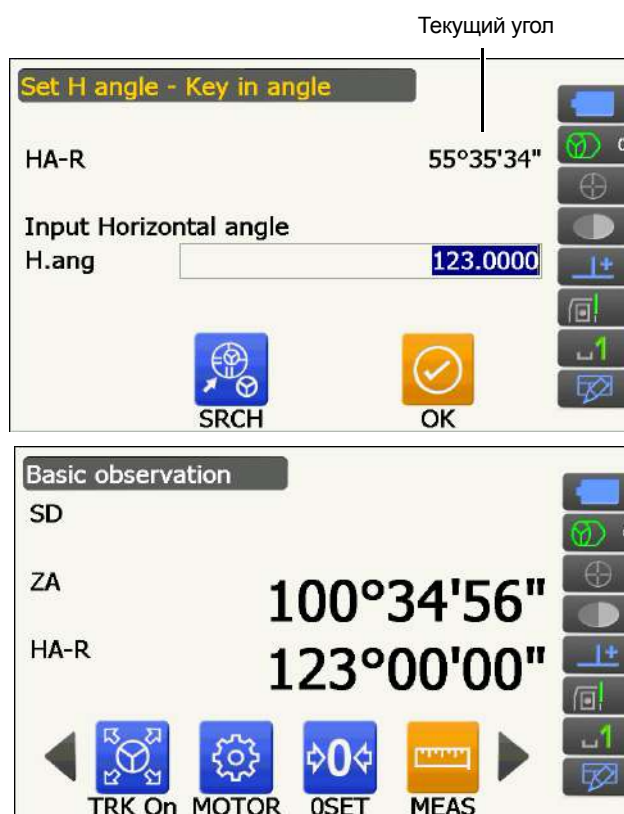 Текущий угол
Set H angle - Key in angle
HA-R 55°35'34"
Input Horizontal angle
H.ang 123.0000
SRCH OK
Basic observation
SD
ZA 100°34'56"
HA-R 123°00'00"
TRK On MOTOR 0SET MEAS